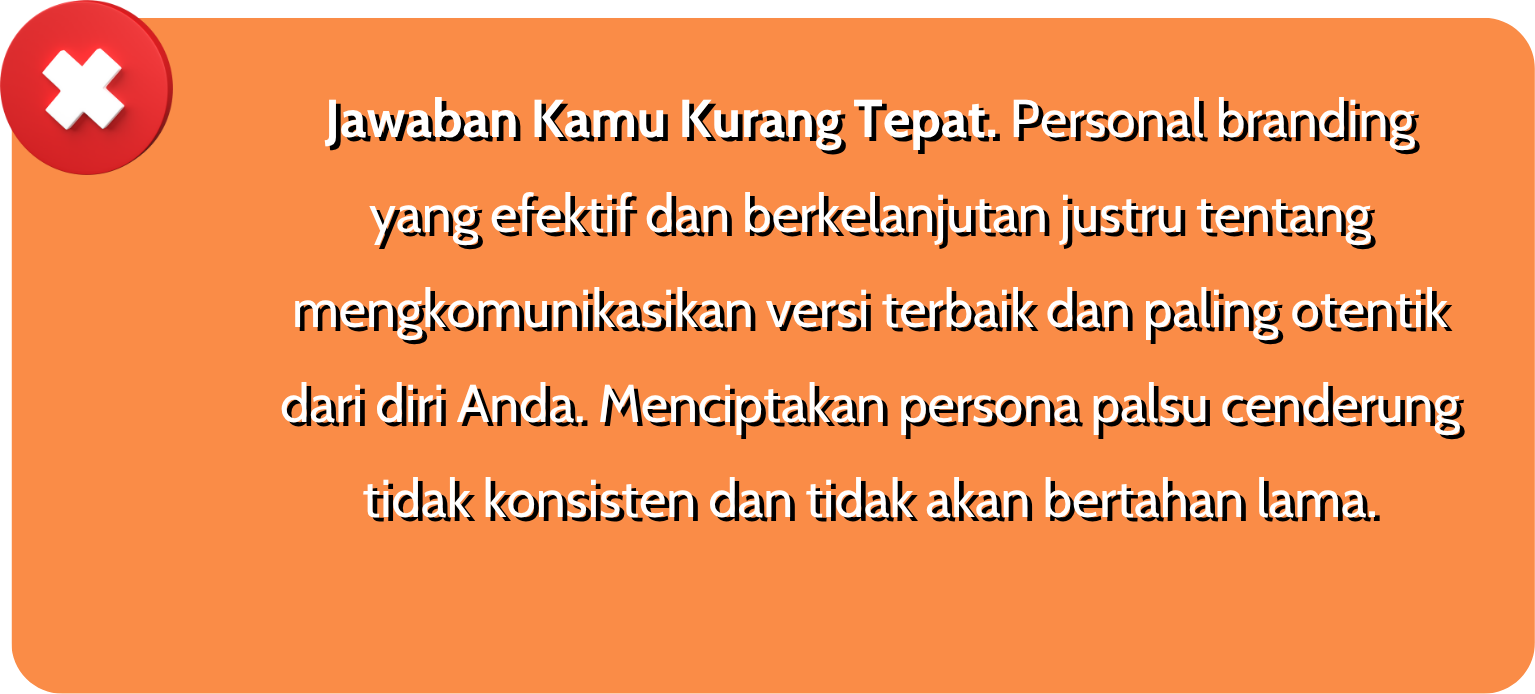 Jawaban Kamu Kurang Tepat. Personal branding
yang efektif dan berkelanjutan justru tentang
mengkomunikasikan versi terbaik dan paling otentik
dari diri Anda. Menciptakan persona palsu cenderung
tidak konsisten dan tidak akan bertahan lama.